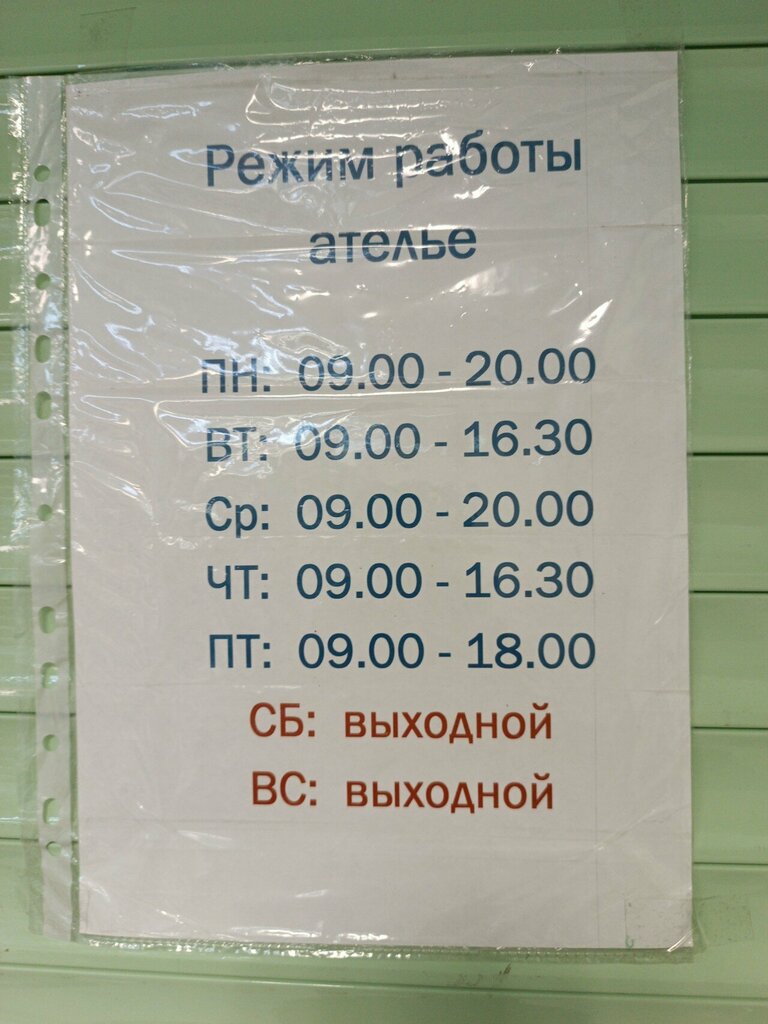 Режим работы
ателье
ПН: 09.00 - 20.00
ВТ: 09.00 - 16.30
Ср: 09.00 - 20.00
ЧТ: 09.00 - 16.30
ПТ: 09.00 - 18.00
СБ: выходной
ВС: выходной